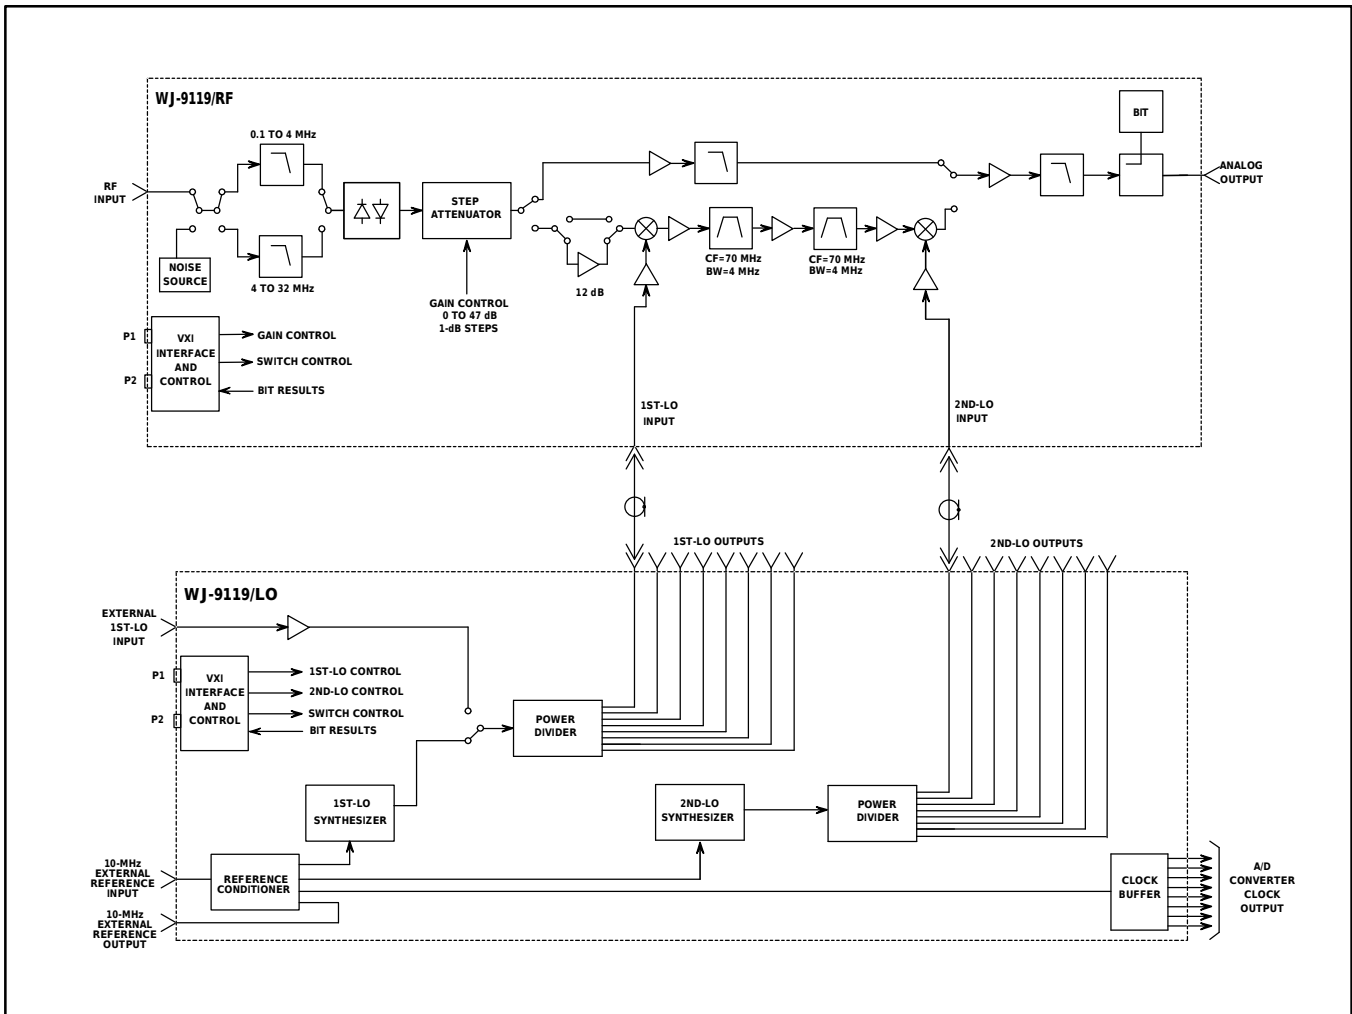 WJ-9119/RF
BIT
0.1 TO 4 MHz
RF
INPUT
STEP
ATTENUATOR
ANALOG
OUTPUT
NOISE
SOURCE
4 TO 32 MHz
12 dB
CF=70 MHz
BW=4 MHz
CF=70 MHz
BW=4 MHz
GAIN CONTROL
0 TO 47 dB
1-dB STEPS
P1
P2
VXI
INTERFACE
AND
CONTROL
GAIN CONTROL
SWITCH CONTROL
BIT RESULTS
1ST-LO
INPUT
2ND-LO
INPUT
1ST-LO OUTPUTS
2ND-LO OUTPUTS
WJ-9119/LO
EXTERNAL
1ST-LO
INPUT
P1
P2
VXI
INTERFACE
AND
CONTROL
1ST-LO CONTROL
2ND-LO CONTROL
SWITCH CONTROL
BIT RESULTS
POWER
DIVIDER
1ST-LO
SYNTHESIZER
2ND-LO
SYNTHESIZER
POWER
DIVIDER
10-MHz
EXTERNAL
REFERENCE
INPUT
REFERENCE
CONDITIONER
10-MHz
EXTERNAL
REFERENCE
OUTPUT
CLOCK
BUFFER
A/D
CONVERTER
CLOCK
OUTPUT